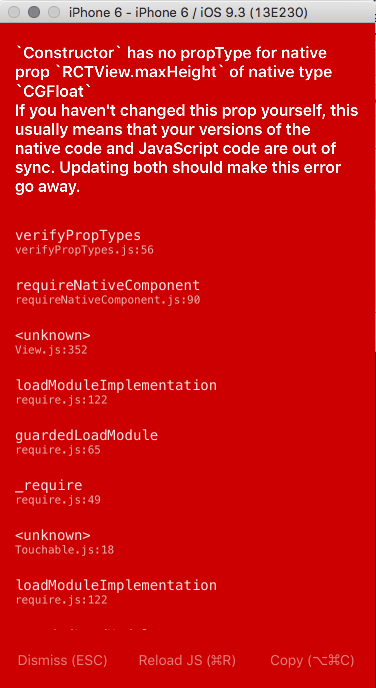 iPhone 6 - iPhone 6 / iOS 9.3 (13E230)
`Constructor` has no propType for native
prop `RCTView.maxHeight` of native type
`CGFloat`
If you haven't changed this prop yourself, this
usually means that your versions of the
native code and JavaScript code are out of
sync. Updating both should make this error
go away.
verifyPropTypes
verifyPropTypes.js:56
requireNativeComponent
requireNativeComponent.js:90
<unknown>
View.js:352
loadModuleImplementation
require.js:122
guardedLoadModule
require.js:65
_require
require.js:49
<unknown>
Touchable.js:18
loadModuleImplementation
require.js:122
Dismiss (ESC) Reload JS (⌘R) Copy (⌥⌘C)